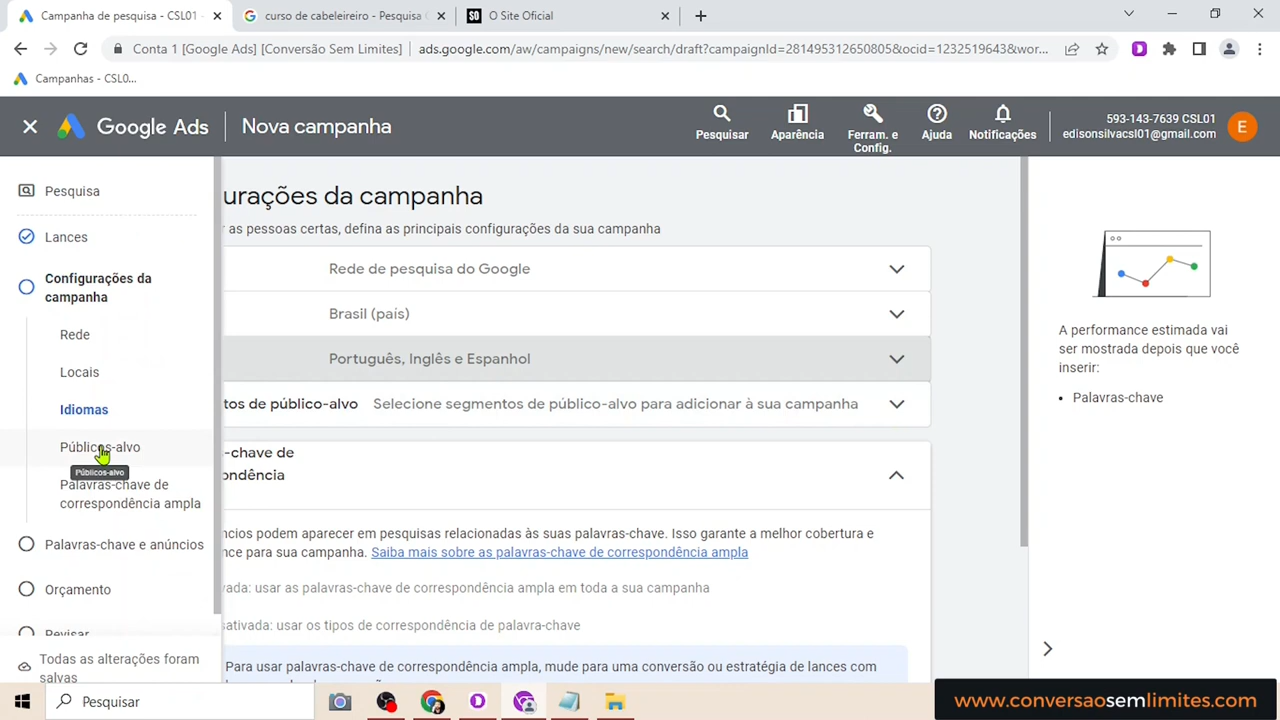 Campanha de pesquisa - CSL01 -
curso de cabeleireiro - Pesquisa
O Site Oficial
Conta 1 [Google Ads] [Conversão Sem Limites]
ads.google.com/aw/campaigns/new/search/draft?campaignId=281495312650805&ocid=1232519643&wor...
Campanhas - CSL0...
Google Ads
Nova campanha
Pesquisar
Aparência
Ferram. e
Config.
Ajuda
Notificações
593-143-7639 CSL01
edisonsilvacsl01@gmail.com
E
Pesquisa
Lances
Configurações da
campanha
Rede
Locais
Idiomas
Públicos-alvo
Públicos-alvo
Palavras-chave de
correspondência ampla
Palavras-chave e anúncios
Orçamento
Revisar
Todas as alterações foram
salvas
urações da campanha
as pessoas certas, defina as principais configurações da sua campanha
Rede de pesquisa do Google
Brasil (país)
Português, Inglês e Espanhol
tos de público-alvo
Selecione segmentos de público-alvo para adicionar à sua campanha
-chave de
ondência
ncios podem aparecer em pesquisas relacionadas às suas palavras-chave. Isso garante a melhor cobertura e
nce para sua campanha. Saiba mais sobre as palavras-chave de correspondência ampla
vada: usar as palavras-chave de correspondência ampla em toda a sua campanha
sativada: usar os tipos de correspondência de palavra-chave
Para usar palavras-chave de correspondência ampla, mude para uma conversão ou estratégia de lances com
A performance estimada vai
ser mostrada depois que você
inserir:
• Palavras-chave
Pesquisar
www.conversaosemlimites.com